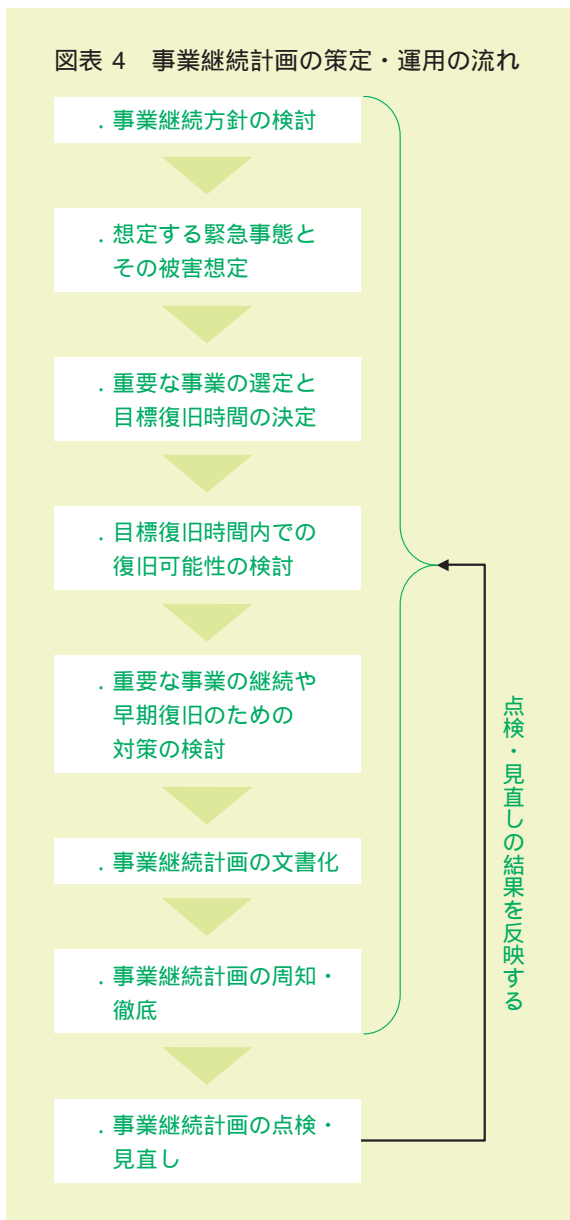 図表 4 事業継続計画の策定・運用の流れ
. 事業継続方針の検討
. 想定する緊急事態と
その被害想定
. 重要な事業の選定と
目標復旧時間の決定
. 目標復旧時間内での
復旧可能性の検討
. 重要な事業の継続や
早期復旧のための
対策の検討
. 事業継続計画の文書化
. 事業継続計画の周知・
徹底
. 事業継続計画の点検・
見直し
点検・見直しの結果を反映する